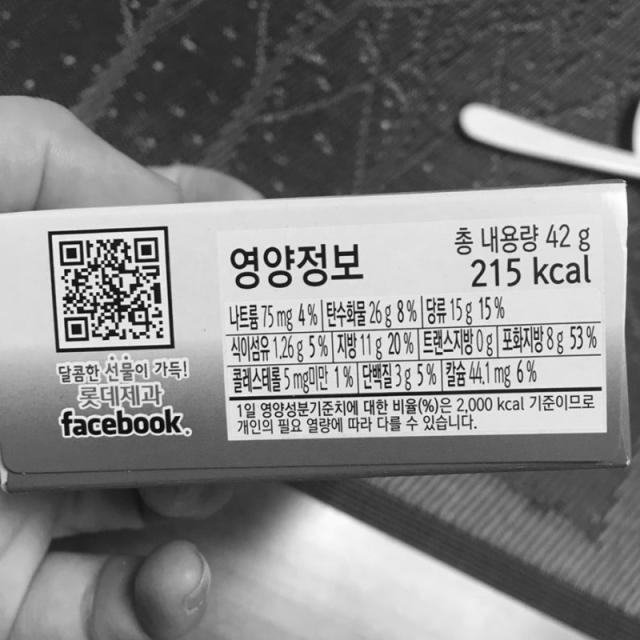 영양정보
총 내용량 42 g
215 kcal
나트륨 75 mg 4% | 탄수화물 26 g 8% | 당류 15 g 15%
식이섬유 1.26 g 5% | 지방 11 g 20% | 트랜스지방 0 g | 포화지방 8 g 53%
콜레스테롤 5 mg미만 1% | 단백질 3 g 5% | 칼슘 44.1 mg 6%
1일 영양성분기준치에 대한 비율(%)은 2,000 kcal 기준이므로
개인의 필요 열량에 따라 다를 수 있습니다.
달콤한 선물이 가득!
롯데제과
facebook.